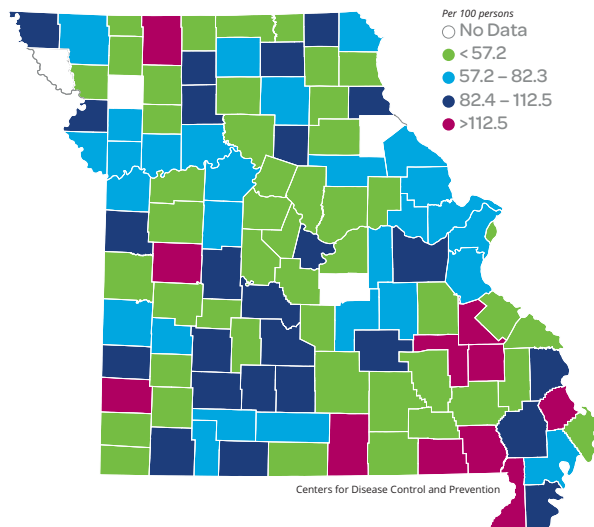 Per 100 persons
No Data
< 57.2
57.2 – 82.3
82.4 – 112.5
>112.5
Centers for Disease Control and Prevention